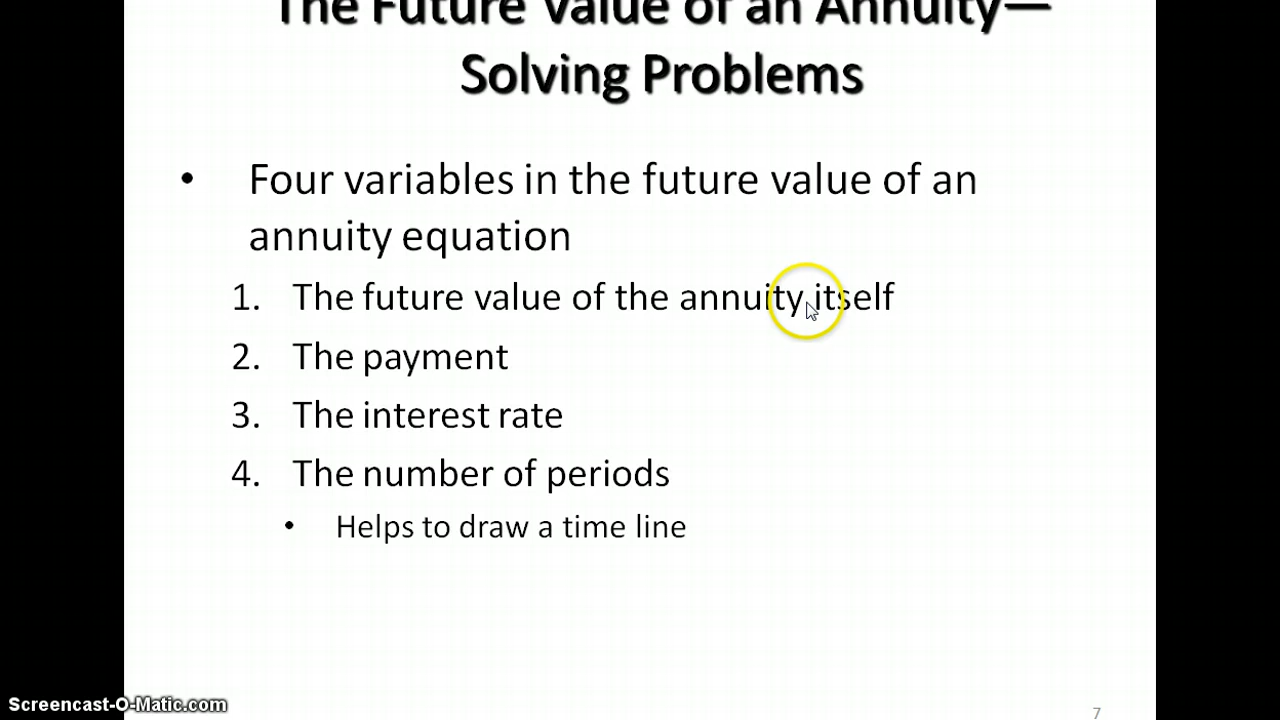 The Future Value of an Annuity—
Solving Problems
• Four variables in the future value of an
annuity equation
1. The future value of the annuity itself
2. The payment
3. The interest rate
4. The number of periods
• Helps to draw a time line
Screencast-O-Matic.com
7